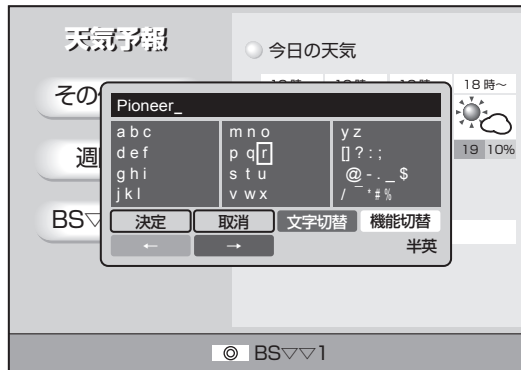 天気予報
今日の天気
18時~
その
19 10%
週
BS▽
Pioneer_
a b c
d e f
g h i
j k l
m n o
p q r
s t u
v w x
y z
[] ? : ;
@ - . _ $
/ ‾ * # %
決定 取消 文字切替 機能切替
← → 半英
◎ BS▽▽1